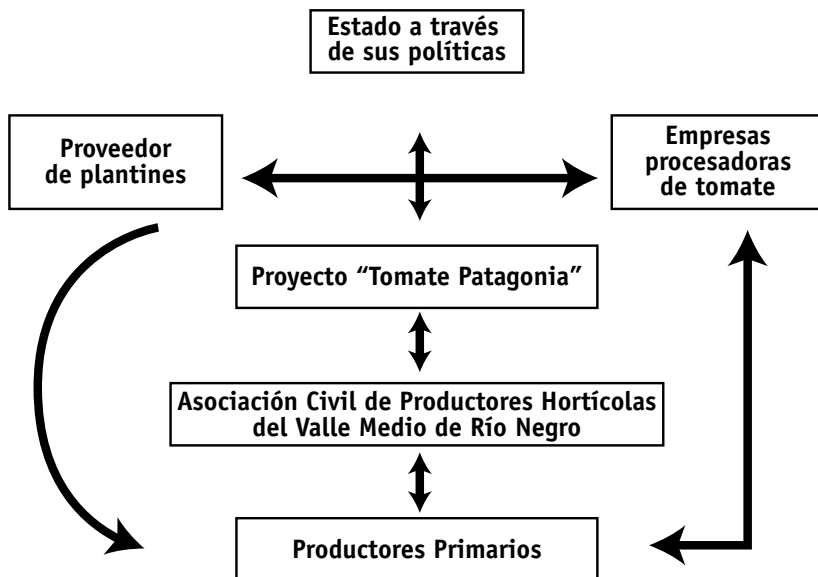 Estado a través
de sus políticas
Proveedor
de plantines
Empresas
procesadoras
de tomate
Proyecto “Tomate Patagonia”
Asociación Civil de Productores Hortícolas
del Valle Medio de Río Negro
Productores Primarios